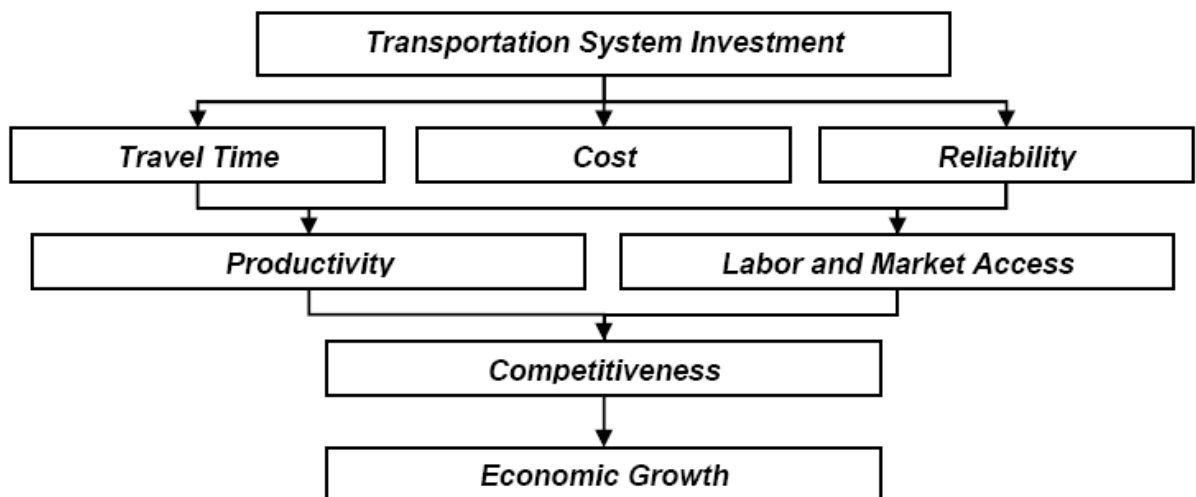 Transportation System Investment
Travel Time
Cost
Reliability
Productivity
Labor and Market Access
Competitiveness
Economic Growth